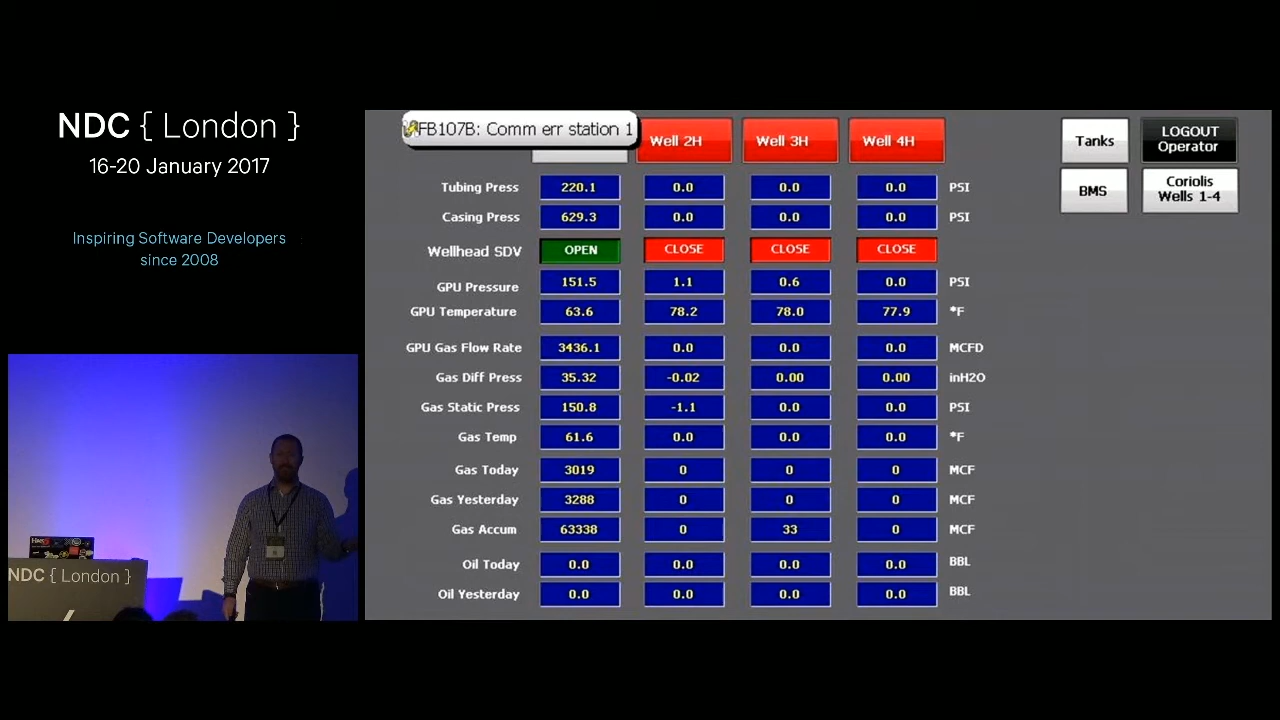 NDC { London }
16-20 January 2017
Inspiring Software Developers
since 2008
NDC { London }
FB107B: Comm err station 1
Well 2H
Well 3H
Well 4H
Tanks
LOGOUT
Operator
BMS
Coriolis
Wells 1-4
Tubing Press 220.1 0.0 0.0 0.0 PSI
Casing Press 629.3 0.0 0.0 0.0 PSI
Wellhead SDV OPEN CLOSE CLOSE CLOSE
GPU Pressure 151.5 1.1 0.6 0.0 PSI
GPU Temperature 63.6 78.2 78.0 77.9 *F
GPU Gas Flow Rate 3436.1 0.0 0.0 0.0 MCFD
Gas Diff Press 35.32 -0.02 0.00 0.00 inH2O
Gas Static Press 150.8 -1.1 0.0 0.0 PSI
Gas Temp 61.6 0.0 0.0 0.0 *F
Gas Today 3019 0 0 0 MCF
Gas Yesterday 3288 0 0 0 MCF
Gas Accum 63338 0 33 0 MCF
Oil Today 0.0 0.0 0.0 0.0 BBL
Oil Yesterday 0.0 0.0 0.0 0.0 BBL